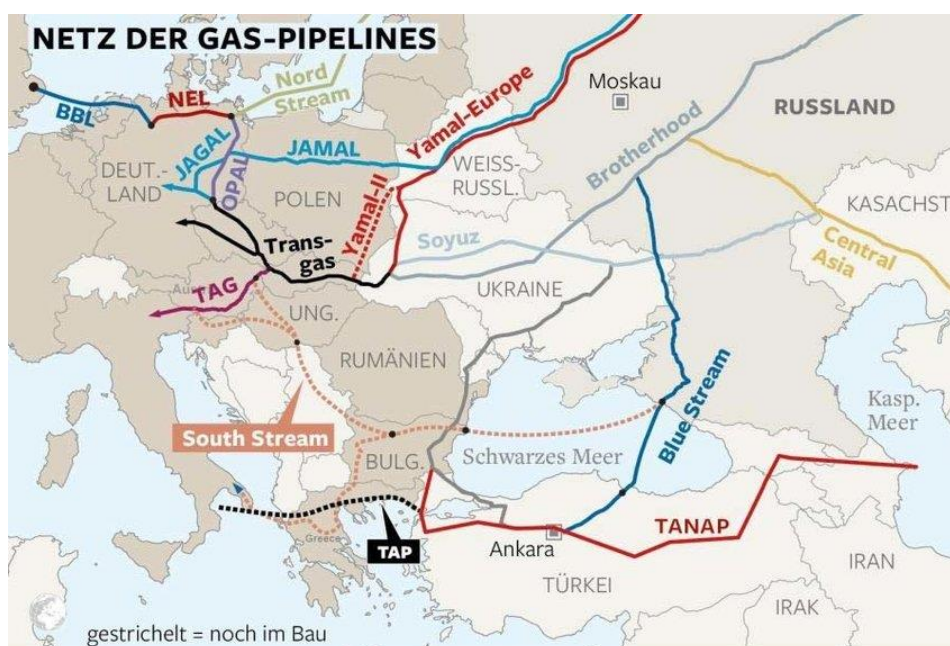 NETZ DER GAS-PIPELINES
Nord
Stream
BBL
NEL
JAGAL
OPAL
JAMAL
Yamal-Europe
Moskau
RUSSLAND
Brotherhood
WEISS-
RUSSL.
DEUT.-
LAND
POLEN
Yamal-II
Trans-
gas
Soyuz
KASACHST
Central
Asia
UKRAINE
TAG
UNG.
RUMÄNIEN
Blue Stream
Kasp.
Meer
South Stream
BULG.
Schwarzes Meer
TANAP
TAP
Greece
Ankara
TÜRKEI
IRAN
IRAK
gestrichelt = noch im Bau